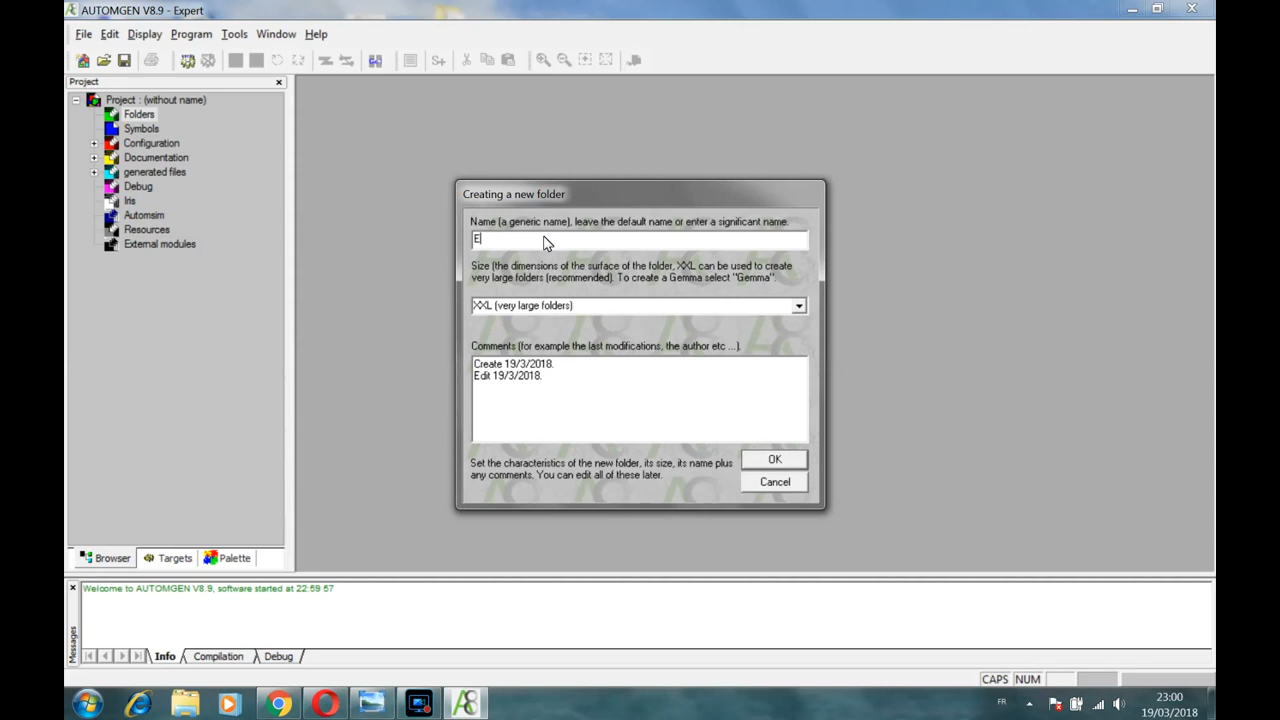 AUTOMGEN V8.9 - Expert
File Edit Display Program Tools Window Help
Project
Project : (without name)
Folders
Symbols
Configuration
Documentation
generated files
Debug
Iris
Automsim
Resources
External modules
Creating a new folder
Name (a generic name), leave the default name or enter a significant name.
E
Size (the dimensions of the surface of the folder, XXL can be used to create
very large folders (recommended). To create a Gemma select "Gemma".
XXL (very large folders)
Comments (for example the last modifications, the author etc ...).
Create 19/3/2018.
Edit 19/3/2018.
Set the characteristics of the new folder, its size, its name plus
any comments. You can edit all of these later.
OK
Cancel
Browser Targets Palette
Welcome to AUTOMGEN V8.9, software started at 22:59 57
Messages
Info Compilation Debug
CAPS NUM
FR
23:00
19/03/2018